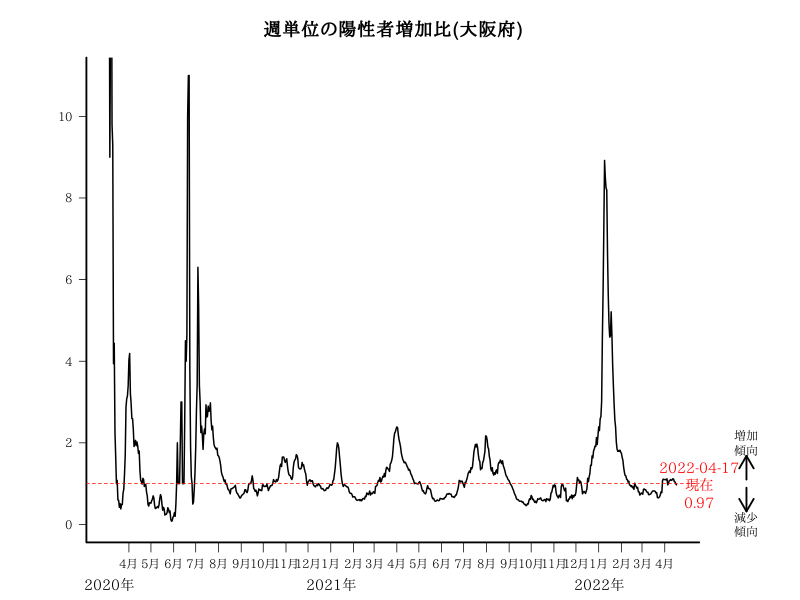 週単位の陽性者増加比(大阪府)
10
8
6
4
2
0
増加
傾向
2022-04-17
現在
0.97
減少
傾向
4月 5月 6月 7月 8月 9月10月11月12月 1月 2月 3月 4月 5月 6月 7月 8月 9月10月11月12月 1月 2月 3月 4月
2020年 2021年 2022年